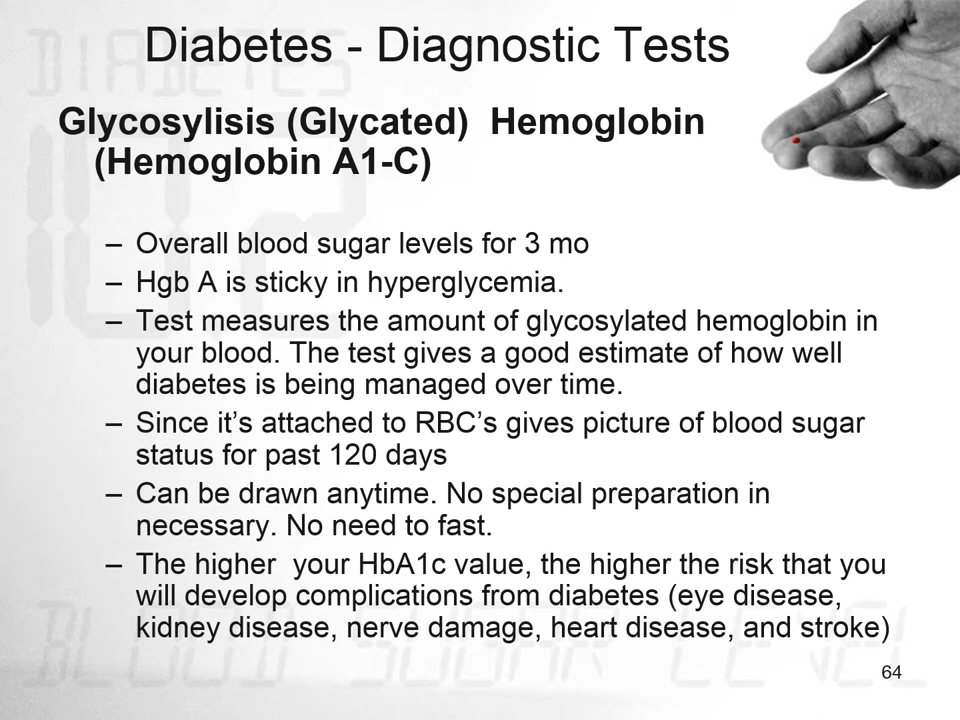 DIABETES
Diabetes - Diagnostic Tests
Glycosylisis (Glycated)  Hemoglobin
(Hemoglobin A1-C)
102
– Overall blood sugar levels for 3 mo
– Hgb A is sticky in hyperglycemia.
– Test measures the amount of glycosylated hemoglobin in
your blood. The test gives a good estimate of how well
diabetes is being managed over time.
– Since it’s attached to RBC’s gives picture of blood sugar
status for past 120 days
– Can be drawn anytime. No special preparation in
necessary. No need to fast.
– The higher  your HbA1c value, the higher the risk that you
will develop complications from diabetes (eye disease,
kidney disease, nerve damage, heart disease, and stroke)
BLOOD SUGAR LEVEL
64